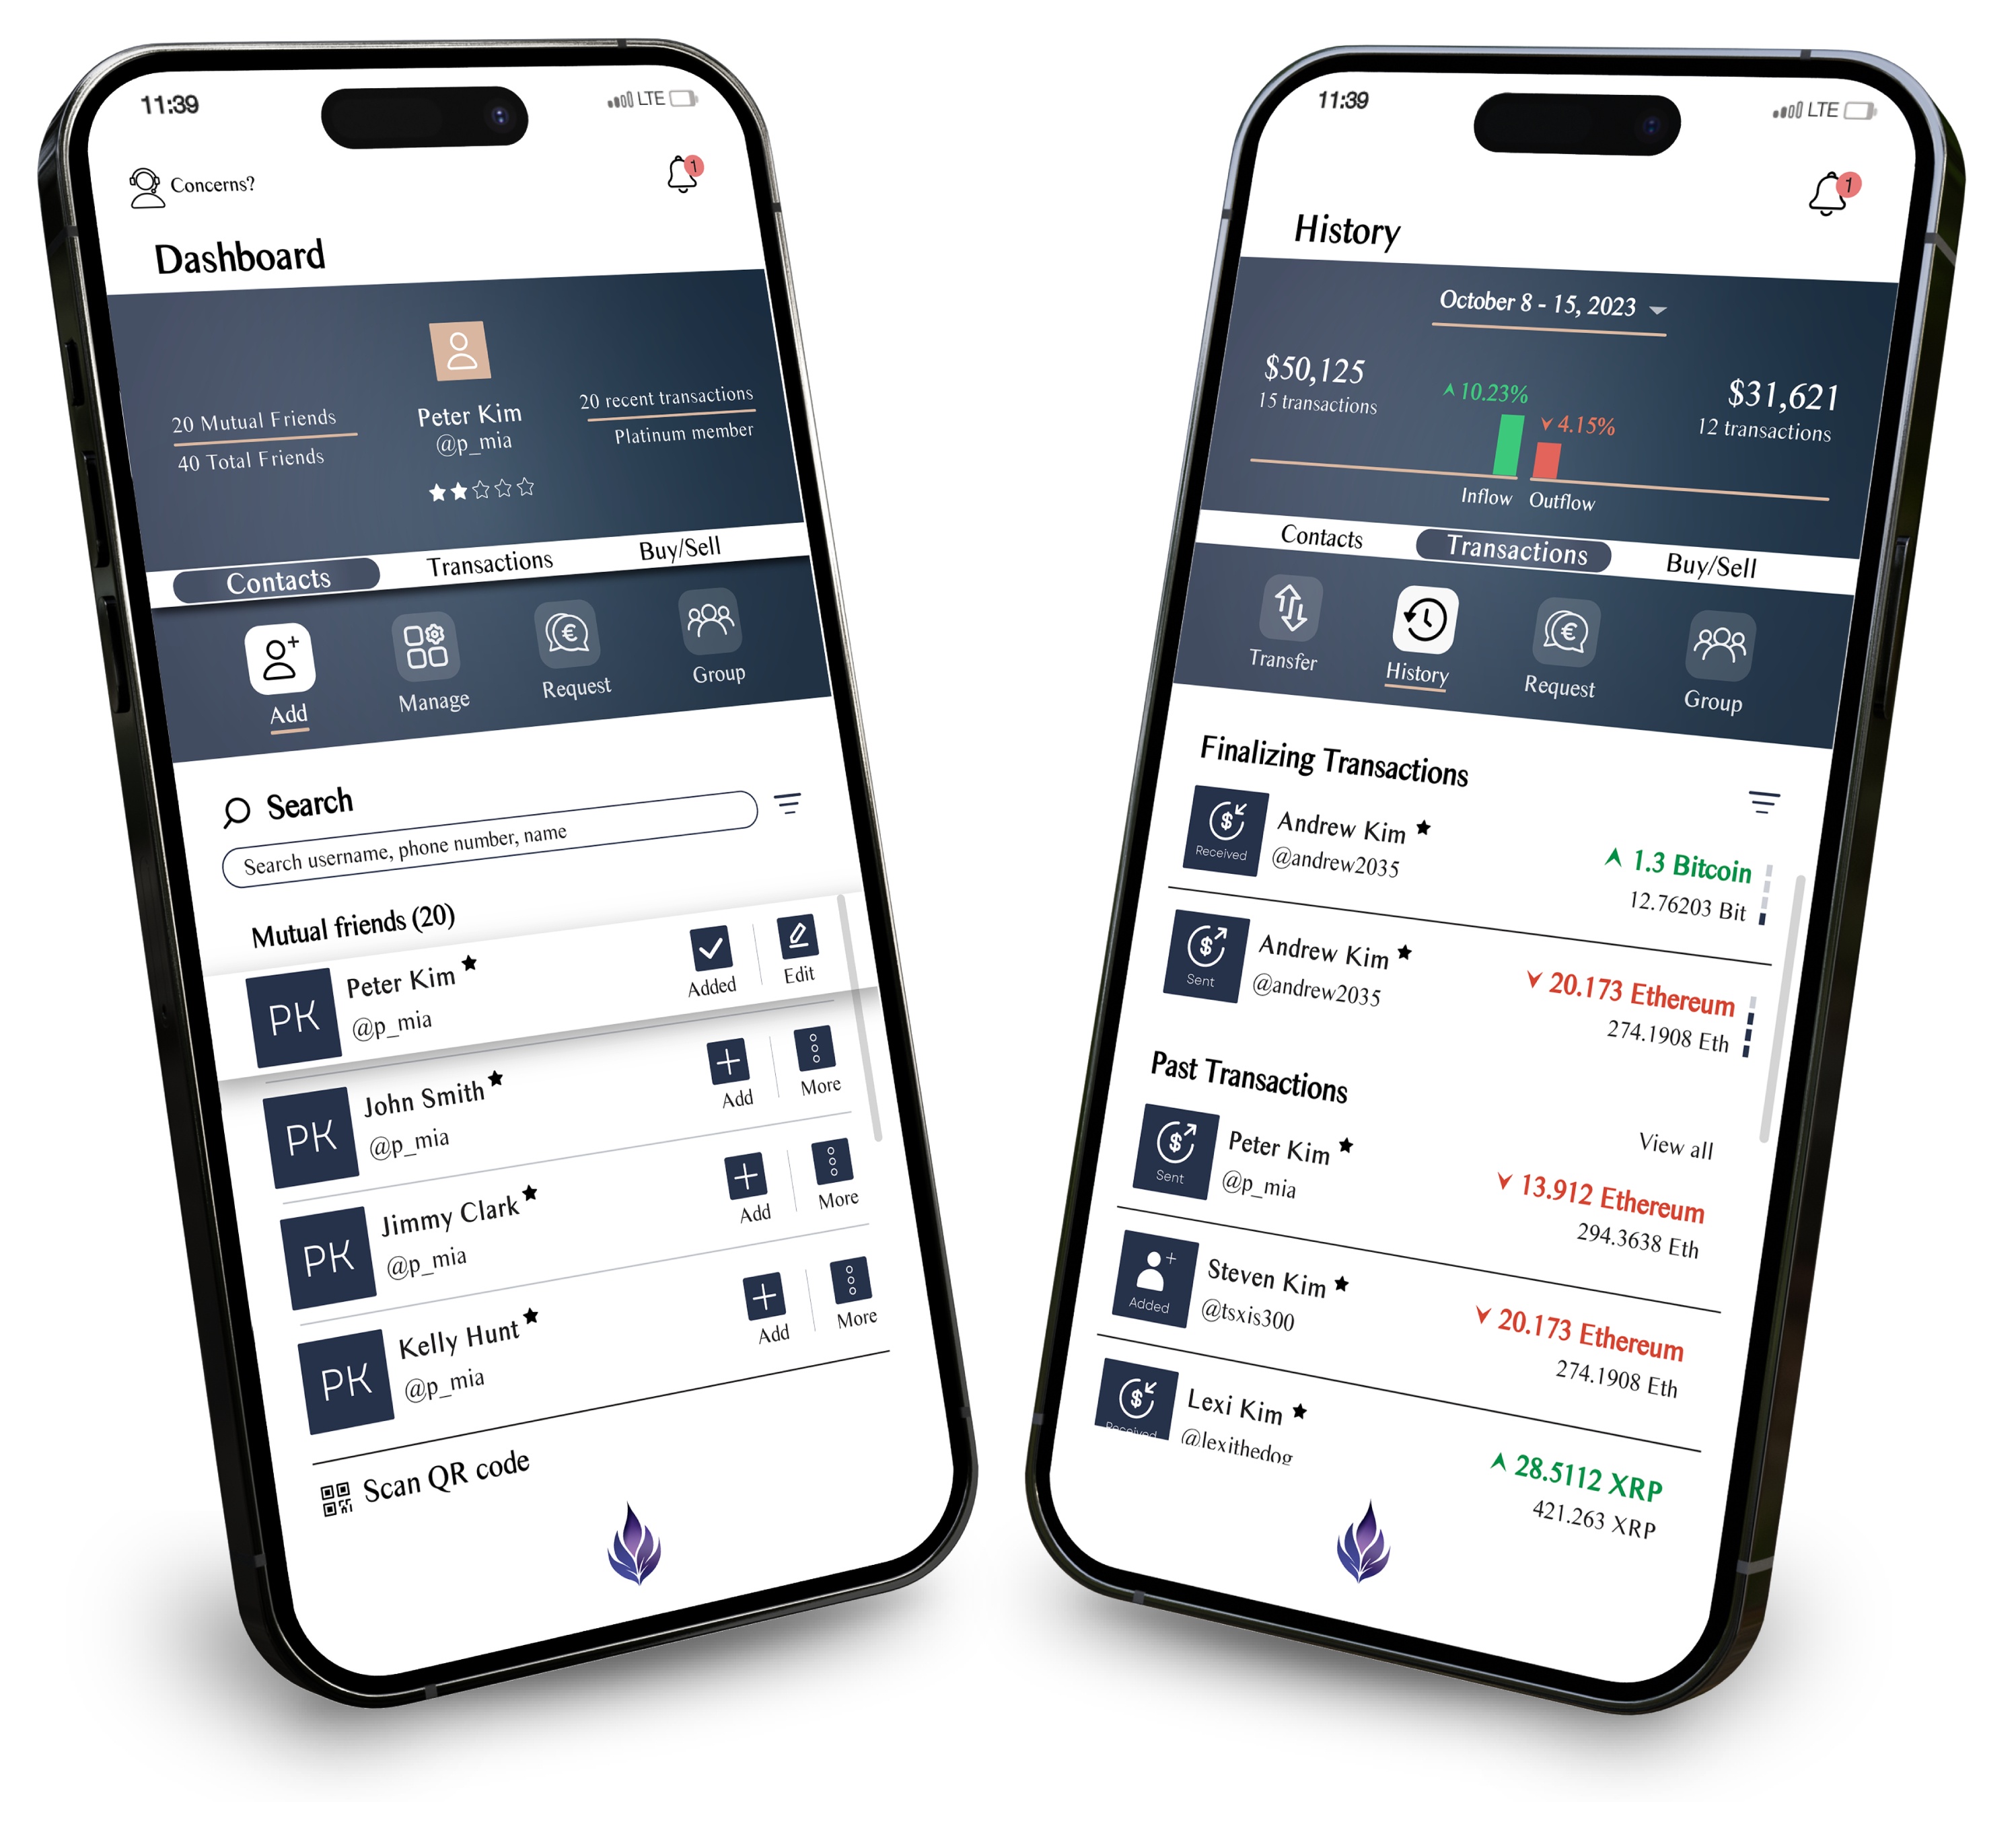 11:39
LTE
Concerns?
1
Dashboard
20 Mutual Friends
40 Total Friends
Peter Kim
@p_mia
20 recent transactions
Platinum member
Contacts
Transactions
Buy/Sell
Add
Manage
€
Request
Group
Search
Search username, phone number, name
Mutual friends (20)
PK
Peter Kim
@p_mia
Added
Edit
PK
John Smith
@p_mia
Add
More
PK
Jimmy Clark
@p_mia
Add
More
PK
Kelly Hunt
@p_mia
Add
More
Scan QR code
11:39
LTE
1
History
October 8 - 15, 2023
$50,125
15 transactions
10.23%
4.15%
Inflow
Outflow
$31,621
12 transactions
Contacts
Transactions
Buy/Sell
Transfer
History
€
Request
Group
Finalizing Transactions
$
Received
Andrew Kim
@andrew2035
1.3 Bitcoin
12.76203 Bit
$
Sent
Andrew Kim
@andrew2035
20.173 Ethereum
274.1908 Eth
Past Transactions
View all
$
Sent
Peter Kim
@p_mia
13.912 Ethereum
294.3638 Eth
Added
Steven Kim
@tsxis300
20.173 Ethereum
274.1908 Eth
$
Received
Lexi Kim
@lexithedog
28.5112 XRP
421.263 XRP